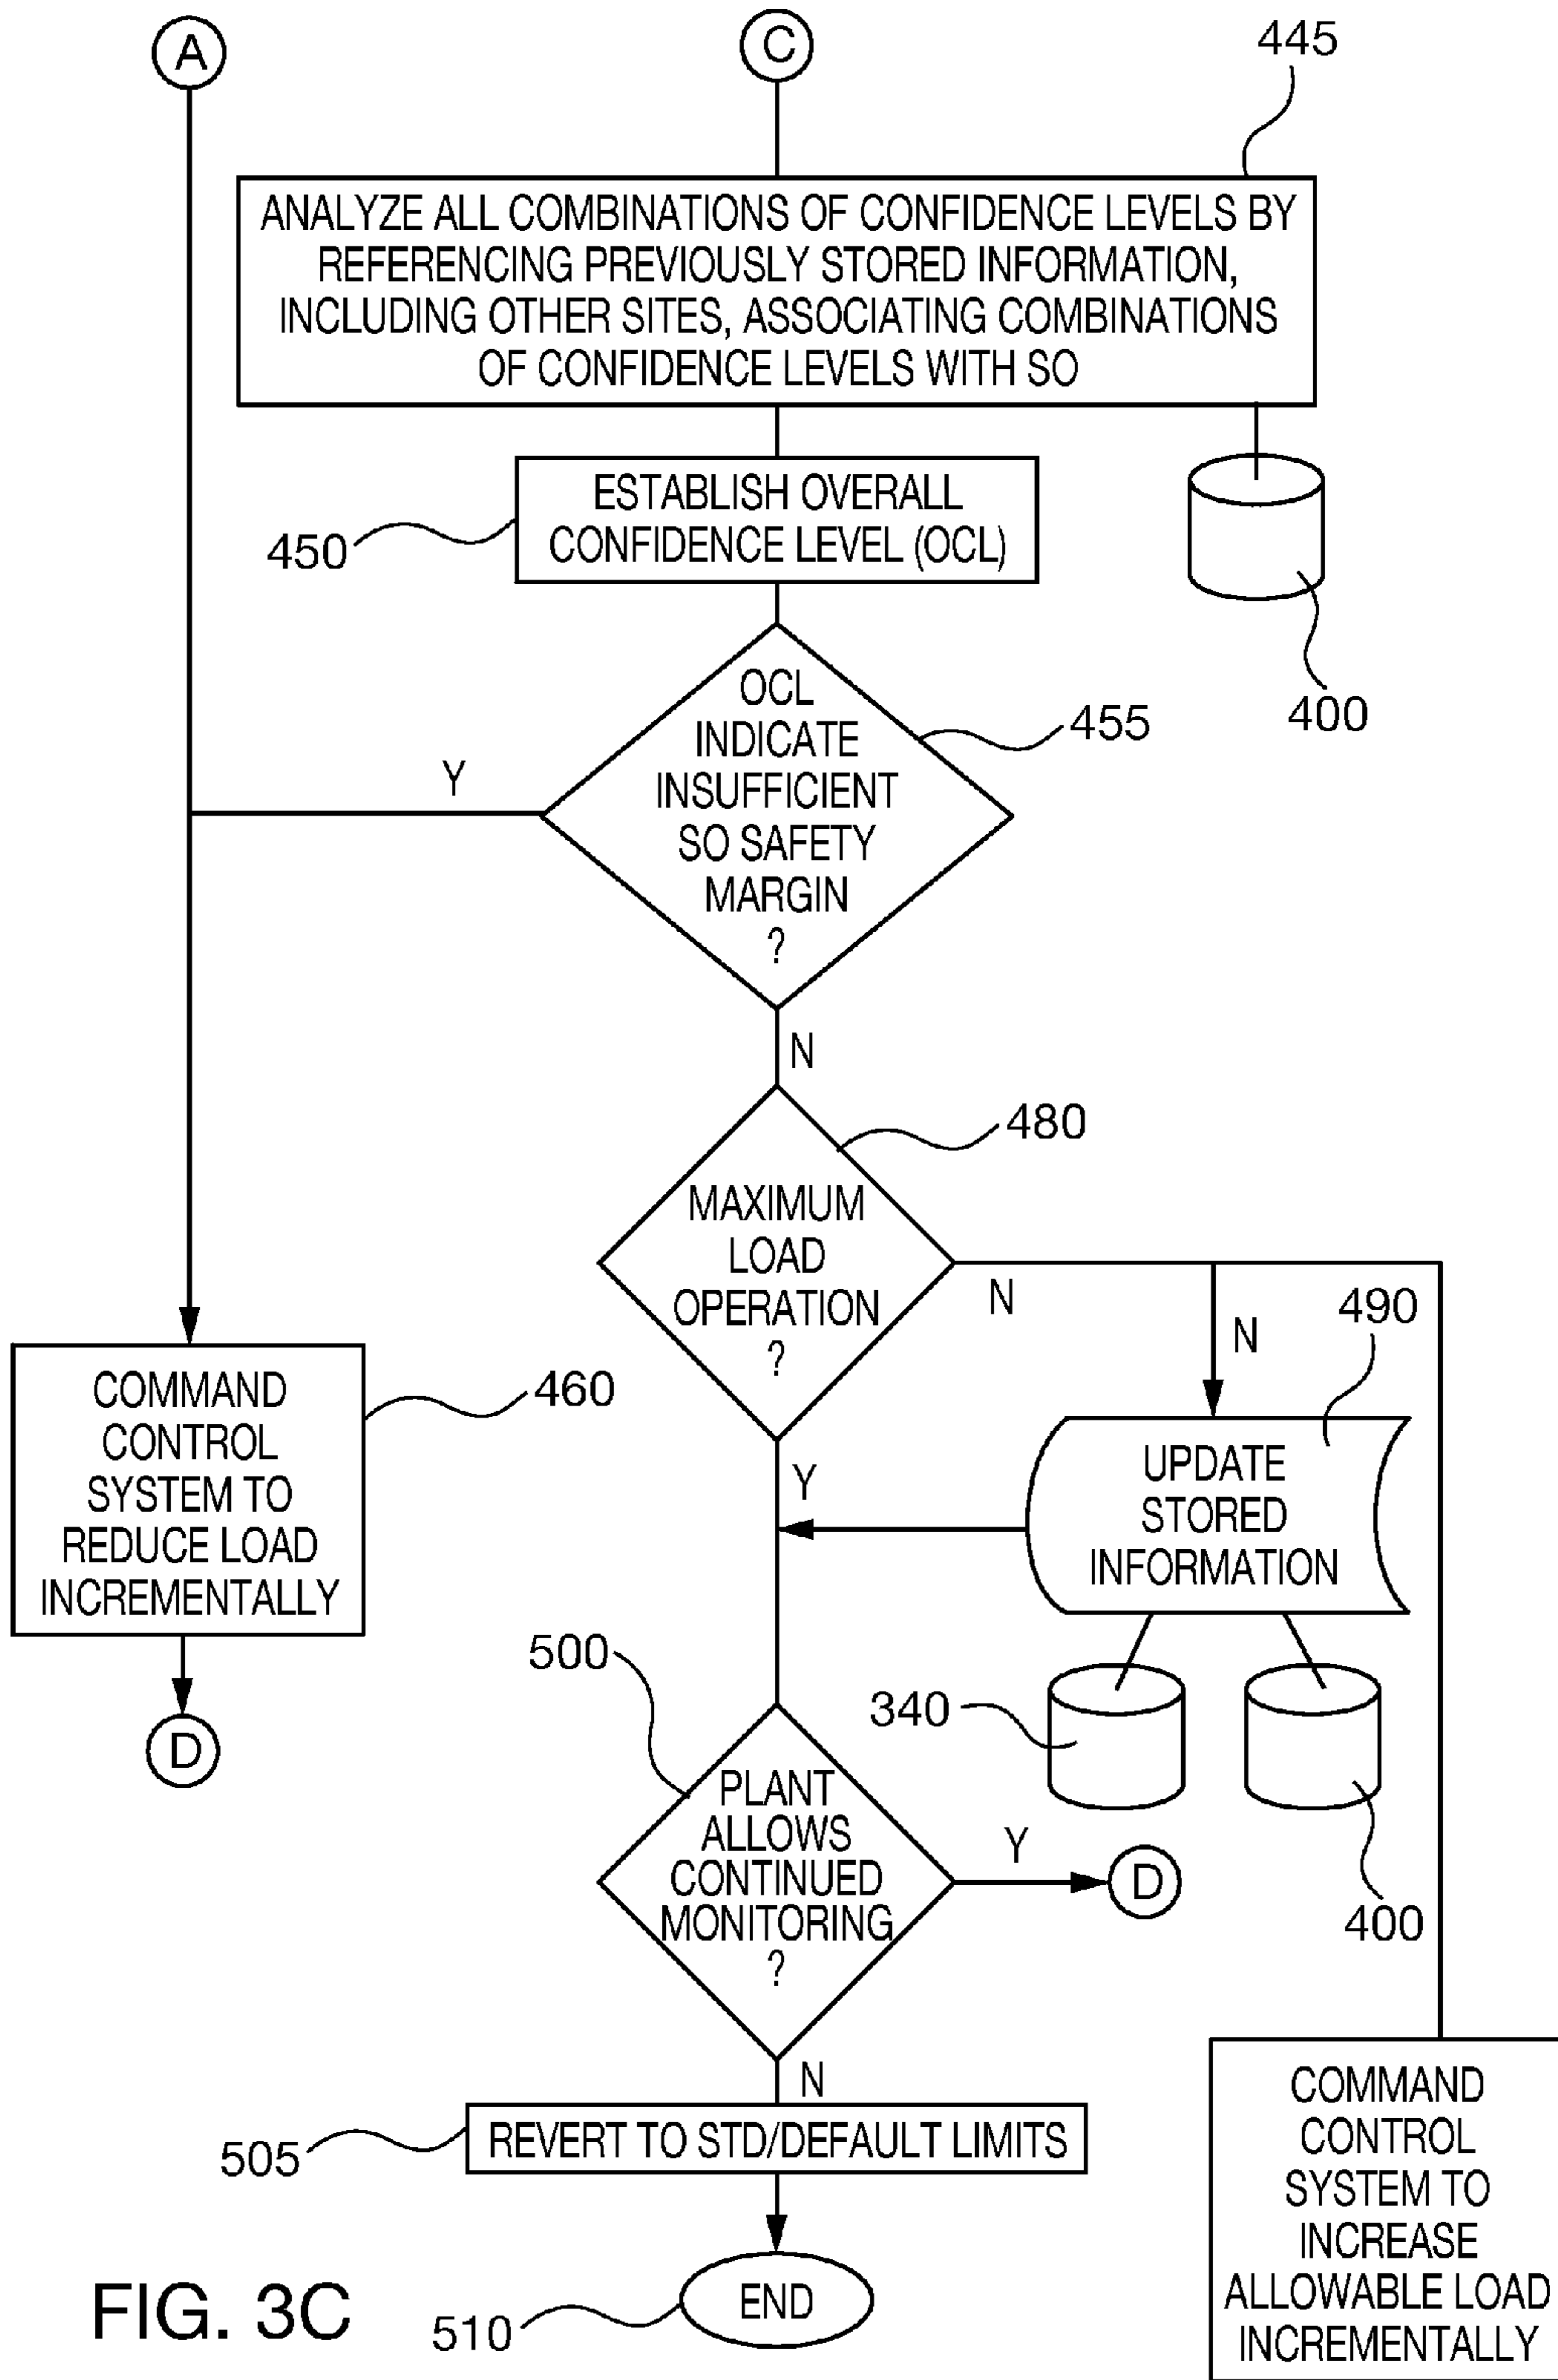 A
C
445
ANALYZE ALL COMBINATIONS OF CONFIDENCE LEVELS BY
REFERENCING PREVIOUSLY STORED INFORMATION,
INCLUDING OTHER SITES, ASSOCIATING COMBINATIONS
OF CONFIDENCE LEVELS WITH SO
450
ESTABLISH OVERALL
CONFIDENCE LEVEL (OCL)
400
OCL
INDICATE
INSUFFICIENT
SO SAFETY
MARGIN
?
455
Y
N
480
MAXIMUM
LOAD
OPERATION
?
N
N
490
COMMAND
CONTROL
SYSTEM TO
REDUCE LOAD
INCREMENTALLY
460
Y
UPDATE
STORED
INFORMATION
D
500
340
400
PLANT
ALLOWS
CONTINUED
MONITORING
?
Y
D
N
505
REVERT TO STD/DEFAULT LIMITS
COMMAND
CONTROL
SYSTEM TO
INCREASE
ALLOWABLE LOAD
INCREMENTALLY
END
510
FIG. 3C